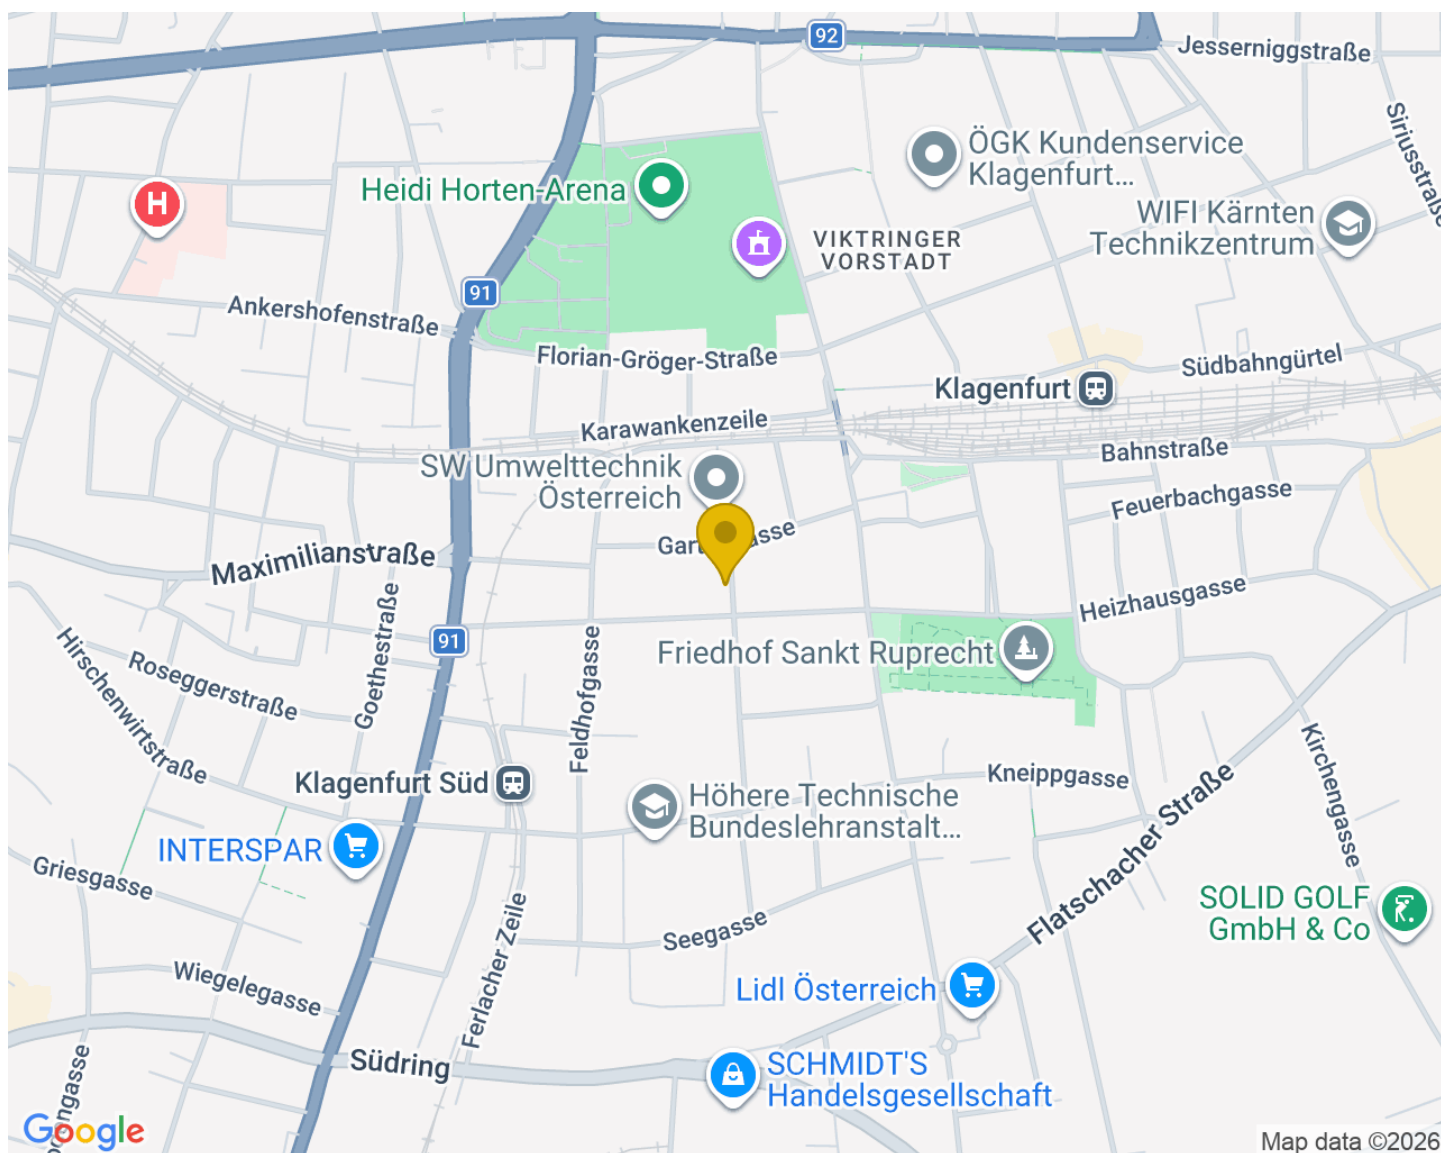 92
Jesserniggstraße
Siriusstraße
ÖGK Kundenservice
Klagenfurt...
Heidi Horten-Arena
H
WIFI Kärnten
Technikzentrum
VIKTRINGER
VORSTADT
91
Ankershofenstraße
Florian-Gröger-Straße
Südbahngürtel
Klagenfurt
Karawankenzeile
Bahnstraße
SW Umwelttechnik
Österreich
Feuerbachgasse
Maximilianstraße
Heizhausgasse
Goethestraße
91
Hirschenwirtstraße
Roseggerstraße
Feldhofgasse
Friedhof Sankt Ruprecht
Kirchengasse
Klagenfurt Süd
Kneippgasse
Höhere Technische
Bundeslehranstalt...
Flatschacher Straße
INTERSPAR
Griesgasse
SOLID GOLF
GmbH & Co
Seegasse
Ferlacher Zeile
Wiegelegasse
Lidl Österreich
Südring
SCHMIDT'S
Handelsgesellschaft
Google
Map data ©2026